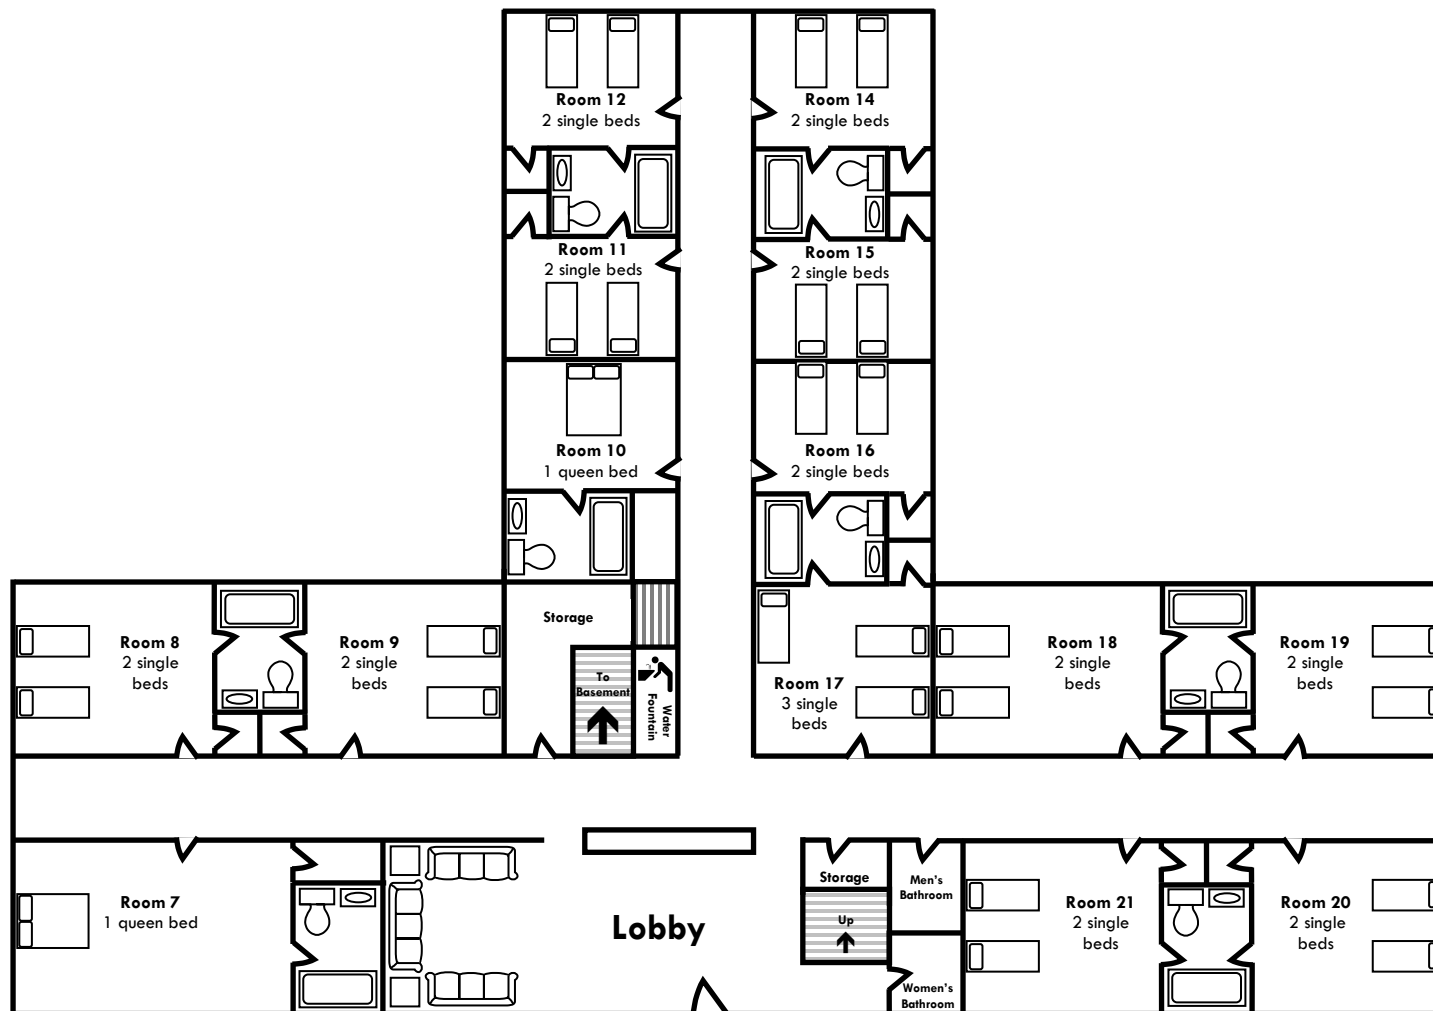 Room 12
2 single beds
Room 14
2 single beds
Room 11
2 single beds
Room 15
2 single beds
Room 10
1 queen bed
Room 16
2 single beds
Storage
Room 8
2 single
beds
Room 9
2 single
beds
To
Basement
Water
Fountain
Room 17
3 single
beds
Room 18
2 single
beds
Room 19
2 single
beds
Room 7
1 queen bed
Lobby
Storage
Up
Men's
Bathroom
Women's
Bathroom
Room 21
2 single
beds
Room 20
2 single
beds